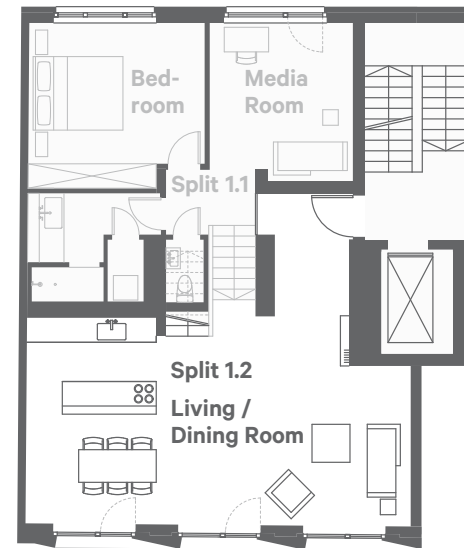 Bed-
room
Media
Room
Split 1.1
Split 1.2
Living /
Dining Room